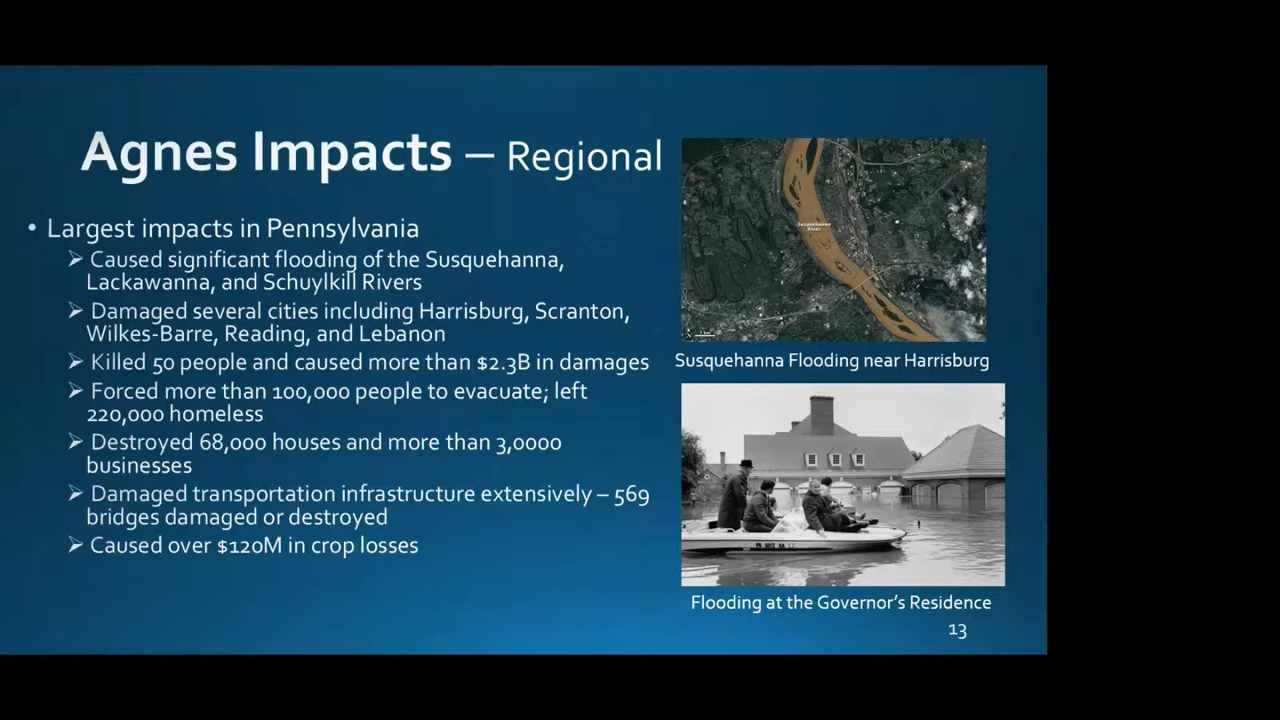 Agnes Impacts – Regional
• Largest impacts in Pennsylvania
➢ Caused significant flooding of the Susquehanna,
Lackawanna, and Schuylkill Rivers
➢ Damaged several cities including Harrisburg, Scranton,
Wilkes-Barre, Reading, and Lebanon
➢ Killed 50 people and caused more than $2.3B in damages
➢ Forced more than 100,000 people to evacuate; left
220,000 homeless
➢ Destroyed 68,000 houses and more than 3,0000
businesses
➢ Damaged transportation infrastructure extensively – 569
bridges damaged or destroyed
➢ Caused over $120M in crop losses
Susquehanna
River
Susquehanna Flooding near Harrisburg
Flooding at the Governor's Residence
13